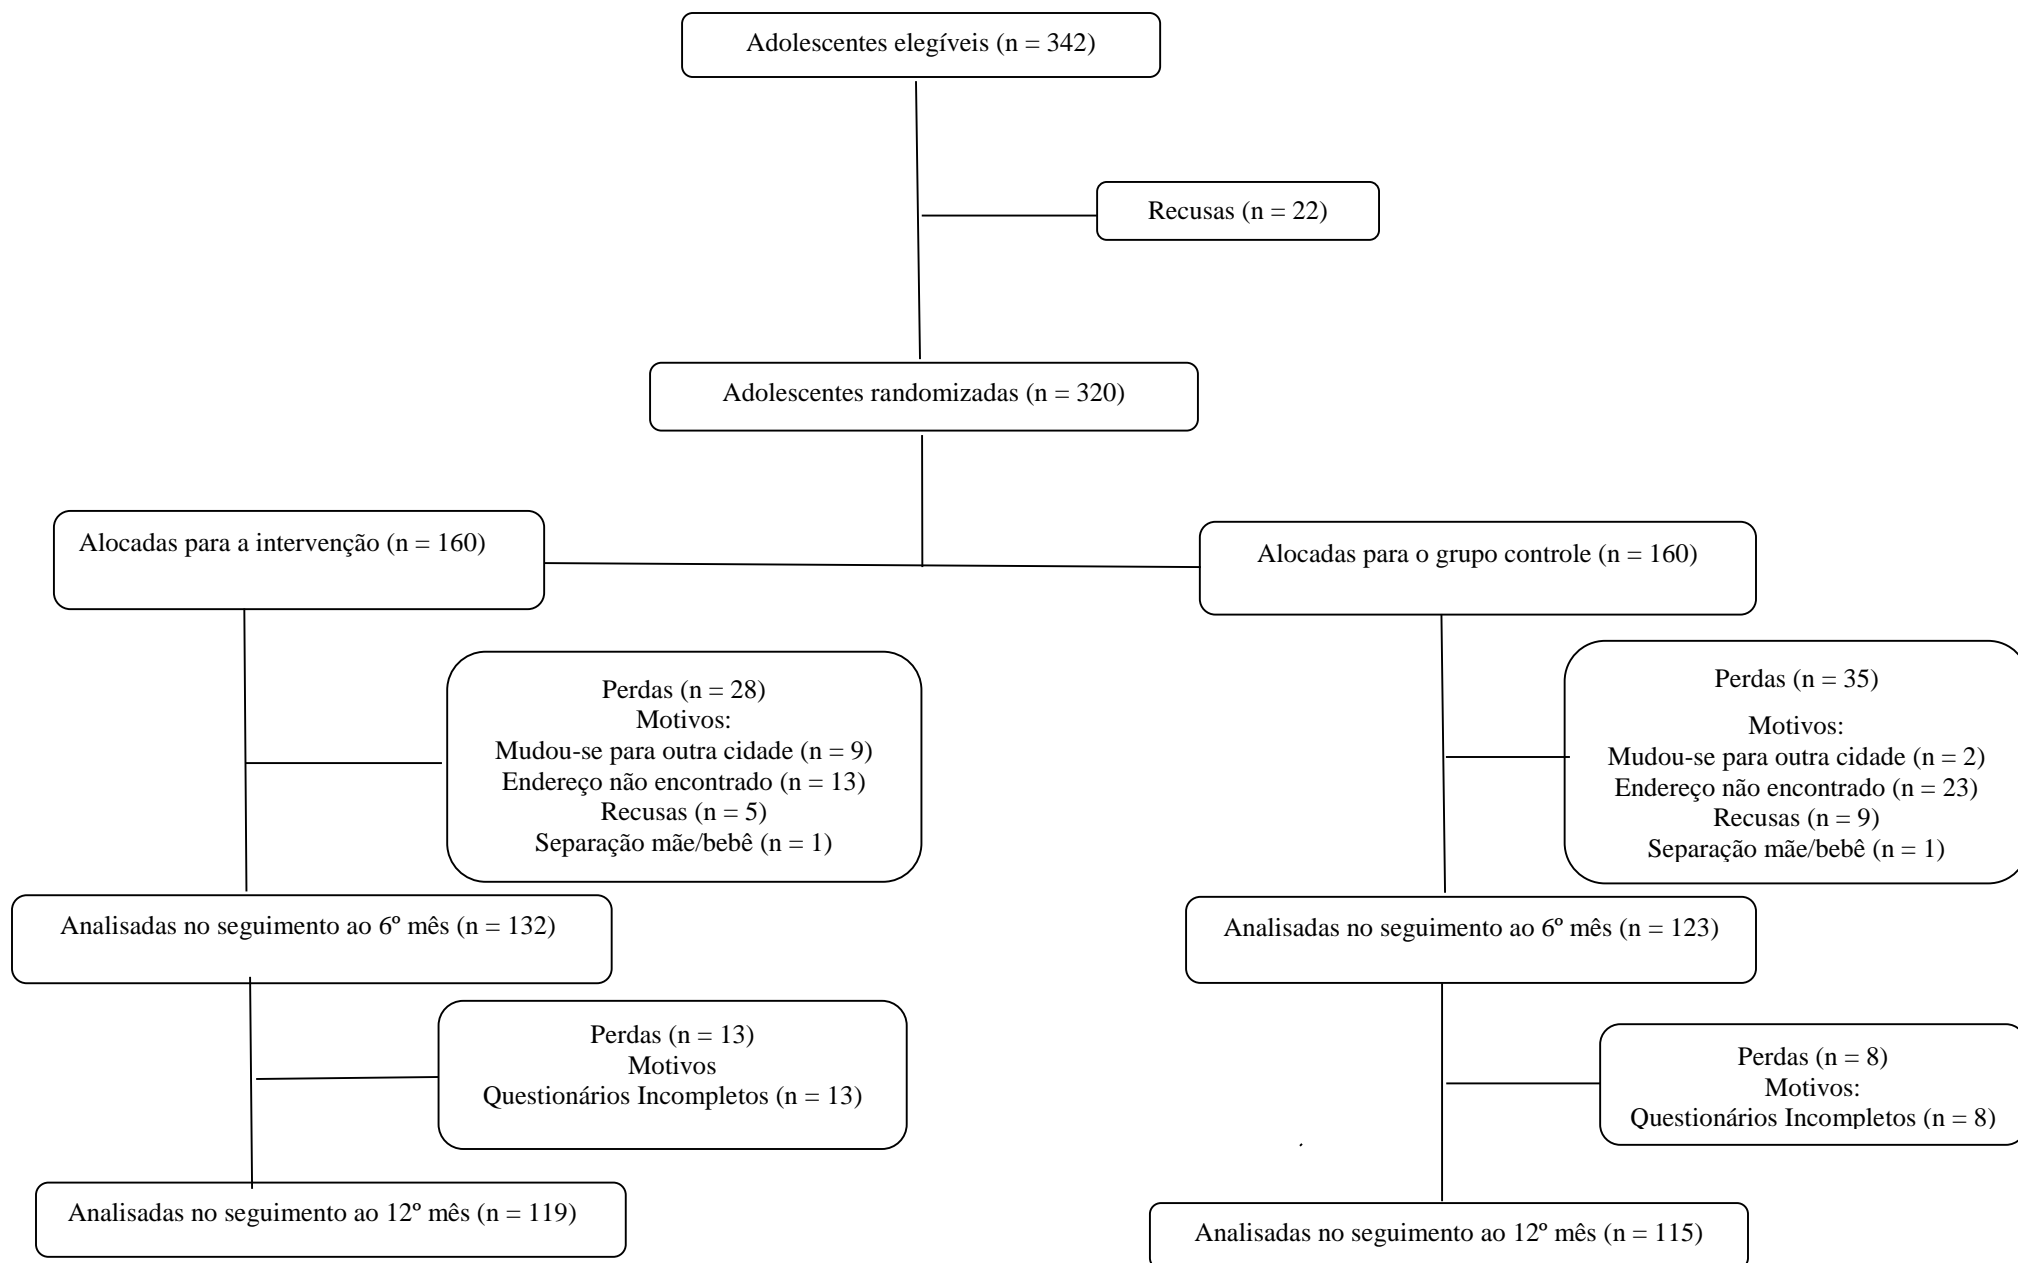 Adolescentes elegíveis (n = 342)
Recusas (n = 22)
Adolescentes randomizadas (n = 320)
Alocadas para a intervenção (n = 160)
Alocadas para o grupo controle (n = 160)
Perdas (n = 28)
Motivos:
Mudou-se para outra cidade (n = 9)
Endereço não encontrado (n = 13)
Recusas (n = 5)
Separação mãe/bebê (n = 1)
Perdas (n = 35)
Motivos:
Mudou-se para outra cidade (n = 2)
Endereço não encontrado (n = 23)
Recusas (n = 9)
Separação mãe/bebê (n = 1)
Analisadas no seguimento ao 6º mês (n = 132)
Analisadas no seguimento ao 6º mês (n = 123)
Perdas (n = 13)
Motivos
Questionários Incompletos (n = 13)
Perdas (n = 8)
Motivos:
Questionários Incompletos (n = 8)
Analisadas no seguimento ao 12º mês (n = 119)
Analisadas no seguimento ao 12º mês (n = 115)